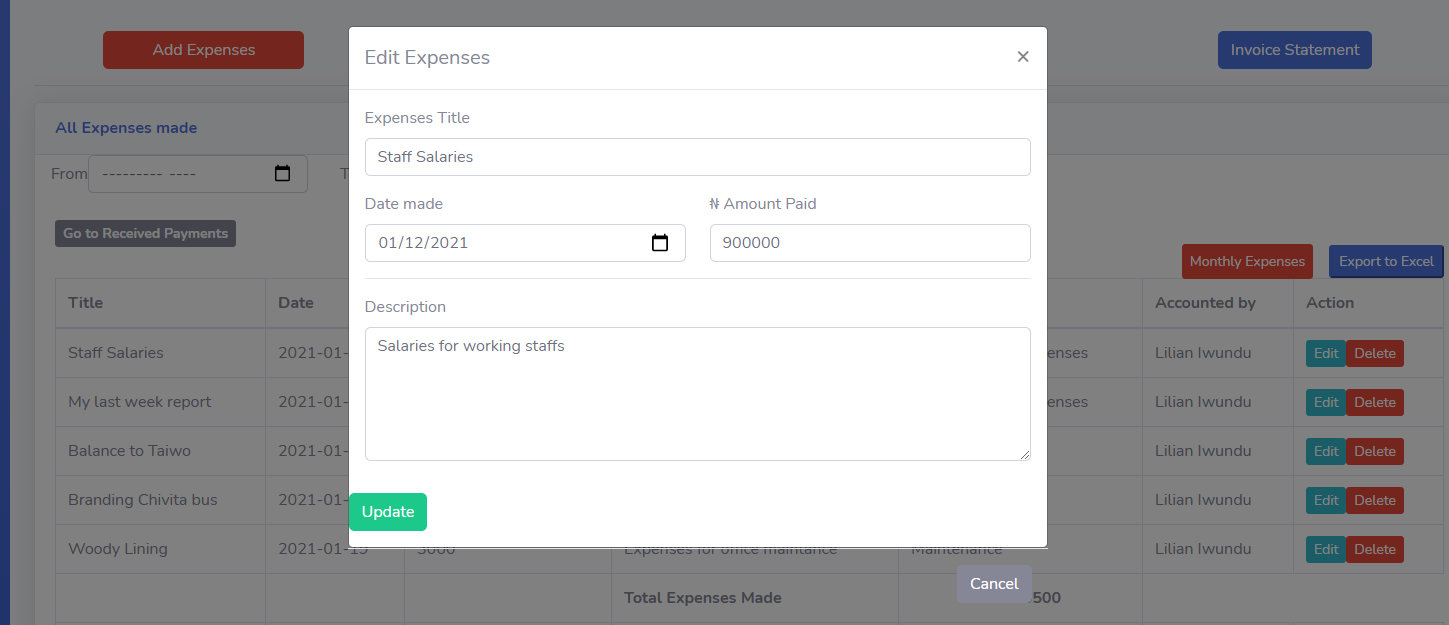 Add Expenses
Invoice Statement
Edit Expenses ×
Expenses Title
Staff Salaries
Date made
₦ Amount Paid
01/12/2021
900000
Description
Salaries for working staffs
Update
Cancel
All Expenses made
From --------- ---- T
Go to Received Payments
Monthly Expenses Export to Excel
Title Date Accounted by Action
Staff Salaries 2021-01- enses Lilian Iwundu Edit Delete
My last week report 2021-01- enses Lilian Iwundu Edit Delete
Balance to Taiwo 2021-01- Lilian Iwundu Edit Delete
Branding Chivita bus 2021-01- Lilian Iwundu Edit Delete
Woody Lining 2021-01-15 3000 Expenses for office maintance Maintenance Lilian Iwundu Edit Delete
Total Expenses Made 500